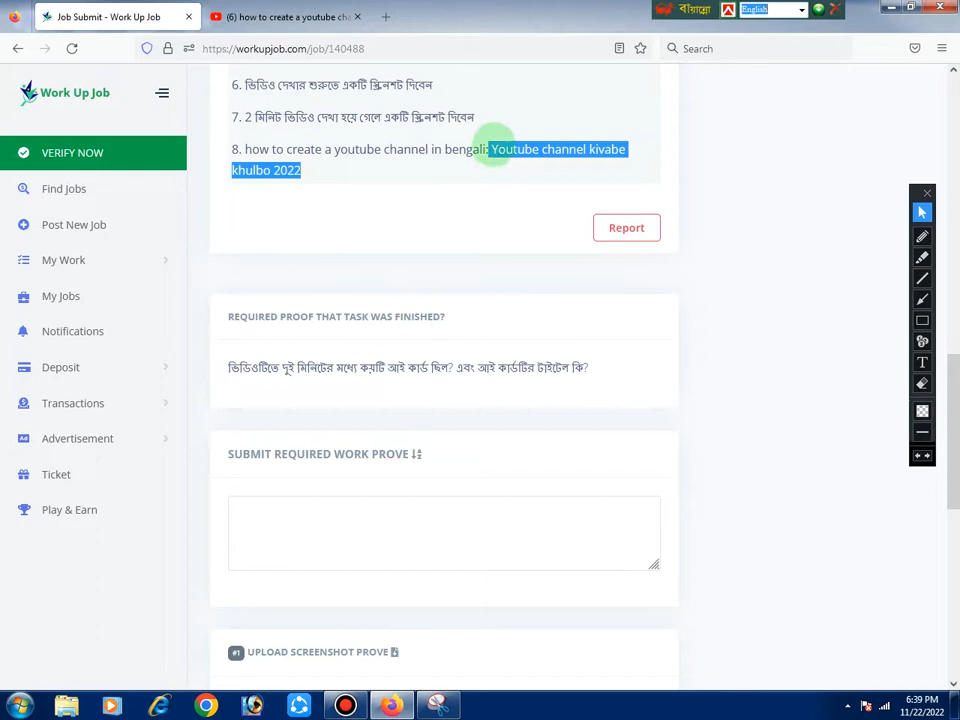 Job Submit - Work Up Job
(6) how to create a youtube cha
বায়ান্নো
English
https://workupjob.com/job/140488
Search
Work Up Job
VERIFY NOW
Find Jobs
Post New Job
My Work
My Jobs
Notifications
Deposit
Transactions
Advertisement
Ticket
Play & Earn
6. ভিডিও দেখার শুরুতে একটি স্ক্রিনশট দিবেন
7. 2 মিনিট ভিডিও দেখা হয়ে গেলে একটি স্ক্রিনশট দিবেন
8. how to create a youtube channel in bengali; Youtube channel kivabe
khulbo 2022
Report
REQUIRED PROOF THAT TASK WAS FINISHED?
ভিডিওটিতে দুই মিনিটের মধ্যে কয়টি আই কার্ড ছিল? এবং আই কার্ডটির টাইটেল কি?
SUBMIT REQUIRED WORK PROVE
#1 UPLOAD SCREENSHOT PROVE
T
6:39 PM
11/22/2022